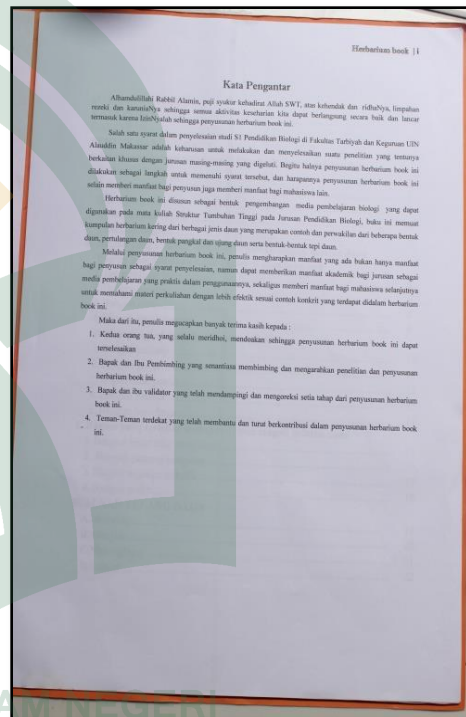 Herbarium book | i
Kata Pengantar
Alhamdulillahi Rabbil Alamin, puji syukur kehadirat Allah SWT, atas kehendak dan ridhaNya, limpahan
rezeki dan karuniaNya sehingga semua aktivitas keseharian kita dapat berlangsung secara baik dan lancar
termasuk karena IzinNyalah sehingga penyusunan herbarium book ini.
Salah satu syarat dalam penyelesaian studi S1 Pendidikan Biologi di Fakultas Tarbiyah dan Keguruan UIN
Alauddin Makassar adalah keharusan untuk melakukan dan menyelesaikan suatu penelitian yang tentunya
berkaitan khusus dengan jurusan masing-masing yang digeluti. Begitu halnya penyusunan herbarium book ini
dilakukan sebagai langkah untuk memenuhi syarat tersebut, dan harapannya penyusunan herbarium book ini
selain memberi manfaat bagi penyusun juga memberi manfaat bagi mahasiswa lain.
Herbarium book ini disusun sebagai bentuk pengembangan media pembelajaran biologi yang dapat
digunakan pada mata kuliah Struktur Tumbuhan Tinggi pada Jurusan Pendidikan Biologi, buku ini memuat
kumpulan herbarium kering dari berbagai jenis daun yang merupakan contoh dan perwakilan dari beberapa bentuk
daun, pertulangan daun, bentuk pangkal dan ujung daun serta bentuk-bentuk tepi daun.
Melalui penyusunan herbarium book ini, penulis mengharapkan manfaat yang ada bukan hanya manfaat
bagi penyusun sebagai syarat penyelesaian, namun dapat memberikan manfaat akademik bagi jurusan sebagai
media pembelajaran yang praktis dalam penggunaannya, sekaligus memberi manfaat bagi mahasiswa selanjutnya
untuk memahami materi perkuliahan dengan lebih efektik sesuai contoh konkrit yang terdapat didalam herbarium
book ini.
Maka dari itu, penulis megucapkan banyak terima kasih kepada :
1. Kedua orang tua, yang selalu meridhoi, mendoakan sehingga penyusunan herbarium book ini dapat
terselesaikan
2. Bapak dan Ibu Pembimbing yang senantiasa membimbing dan mengarahkan penelitian dan penyusunan
herbarium book ini.
3. Bapak dan ibu validator yang telah mendampingi dan mengoreksi setia tahap dari penyusunan herbarium
book ini.
4. Teman-Teman terdekat yang telah membantu dan turut berkontribusi dalam penyusunan herbarium book
ini.
AM NEGERI